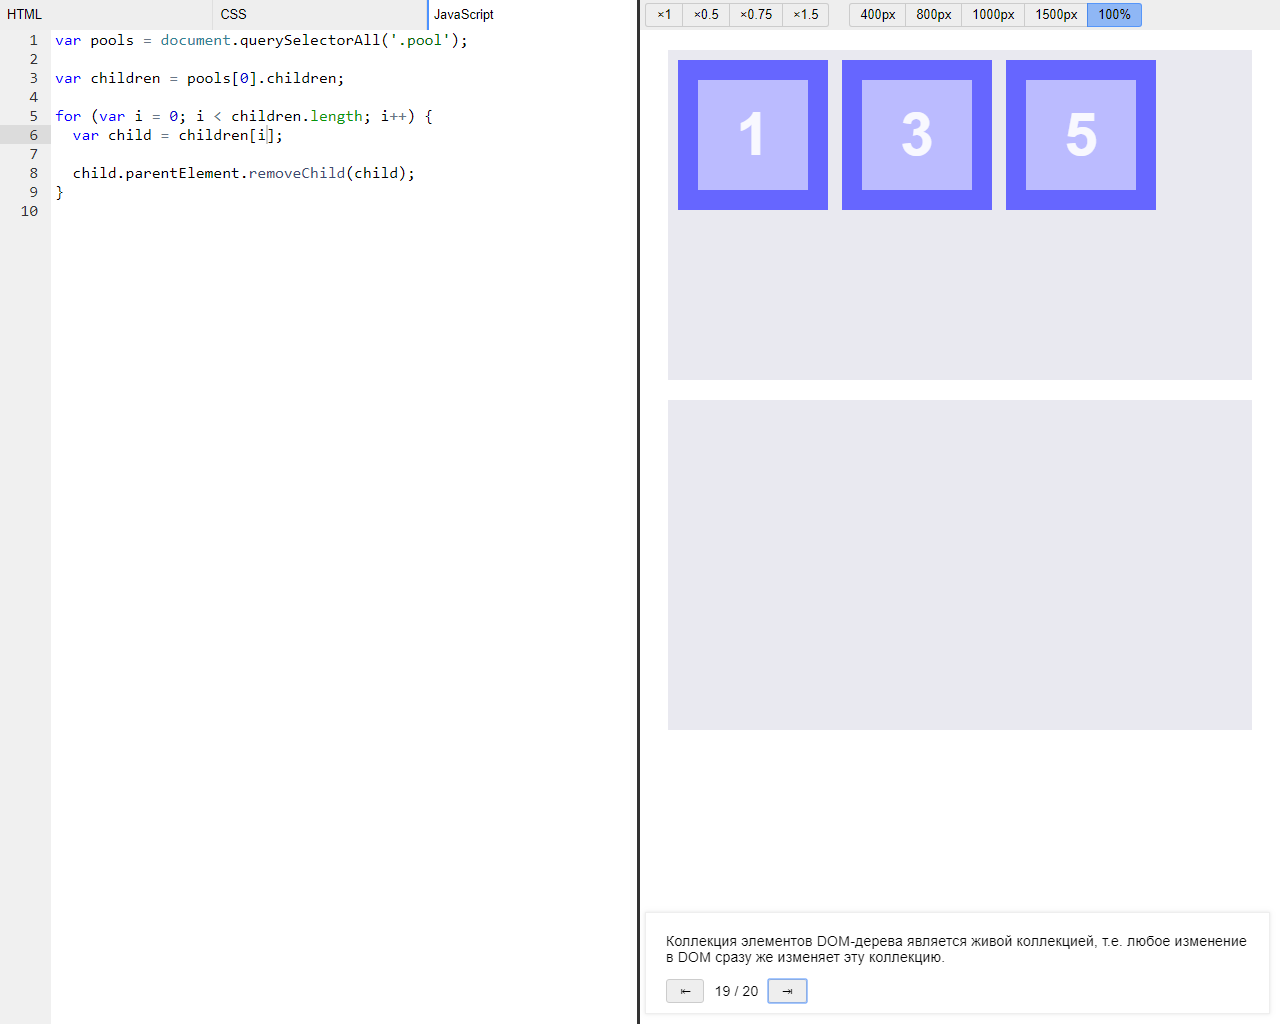 HTML CSS JavaScript
1 var pools = document.querySelectorAll('.pool');
2
3 var children = pools[0].children;
4
5 for (var i = 0; i < children.length; i++) {
6   var child = children[i];
7
8   child.parentElement.removeChild(child);
9 }
10
×1 ×0.5 ×0.75 ×1.5 400px 800px 1000px 1500px 100%
1 3 5
Коллекция элементов DOM-дерева является живой коллекцией, т.е. любое изменение
в DOM сразу же изменяет эту коллекцию.
⇤ 19 / 20 ⇥